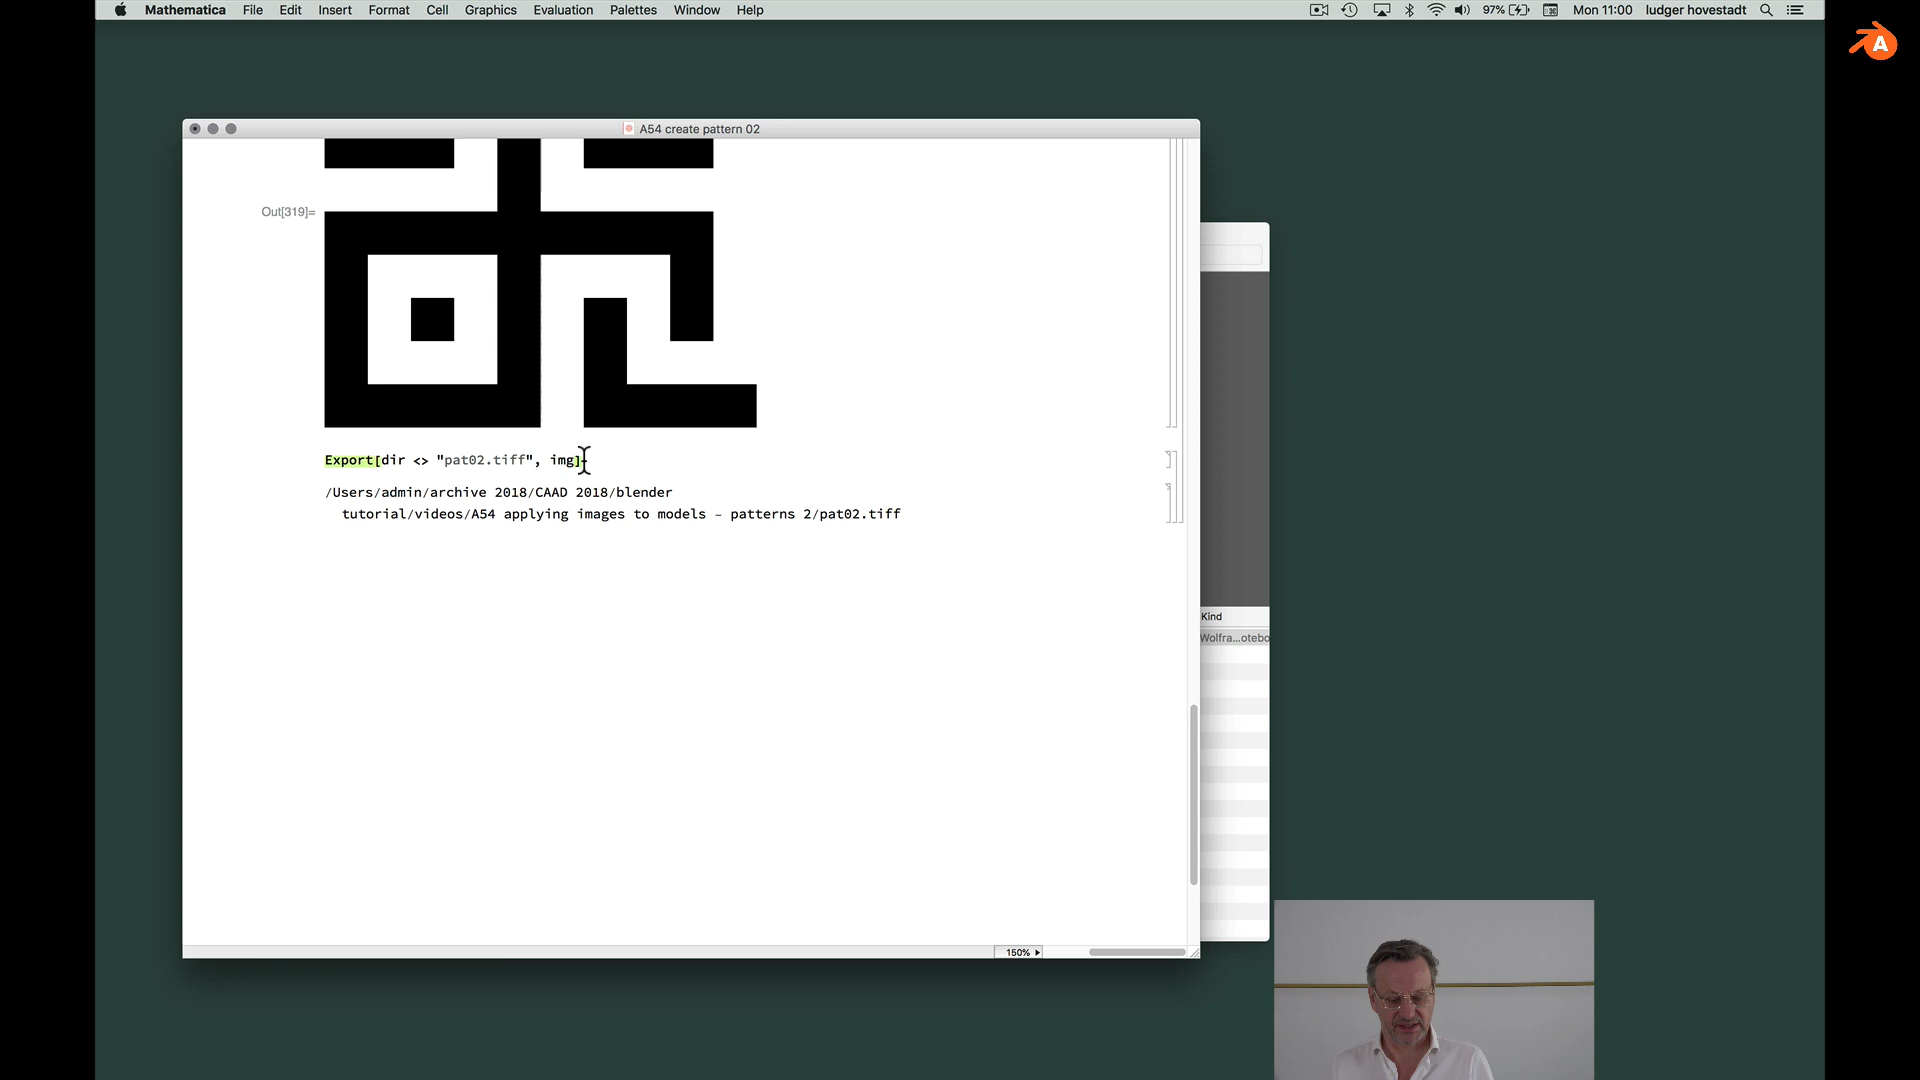 Mathematica File Edit Insert Format Cell Graphics Evaluation Palettes Window Help 97% Mon 11:00 ludger hovestadt
A
A54 create pattern 02
Out[319]=
Export[dir <> "pat02.tiff", img]
/Users/admin/archive 2018/CAAD 2018/blender
tutorial/videos/A54 applying images to models – patterns 2/pat02.tiff
Kind
Wolfra...otebo
150%